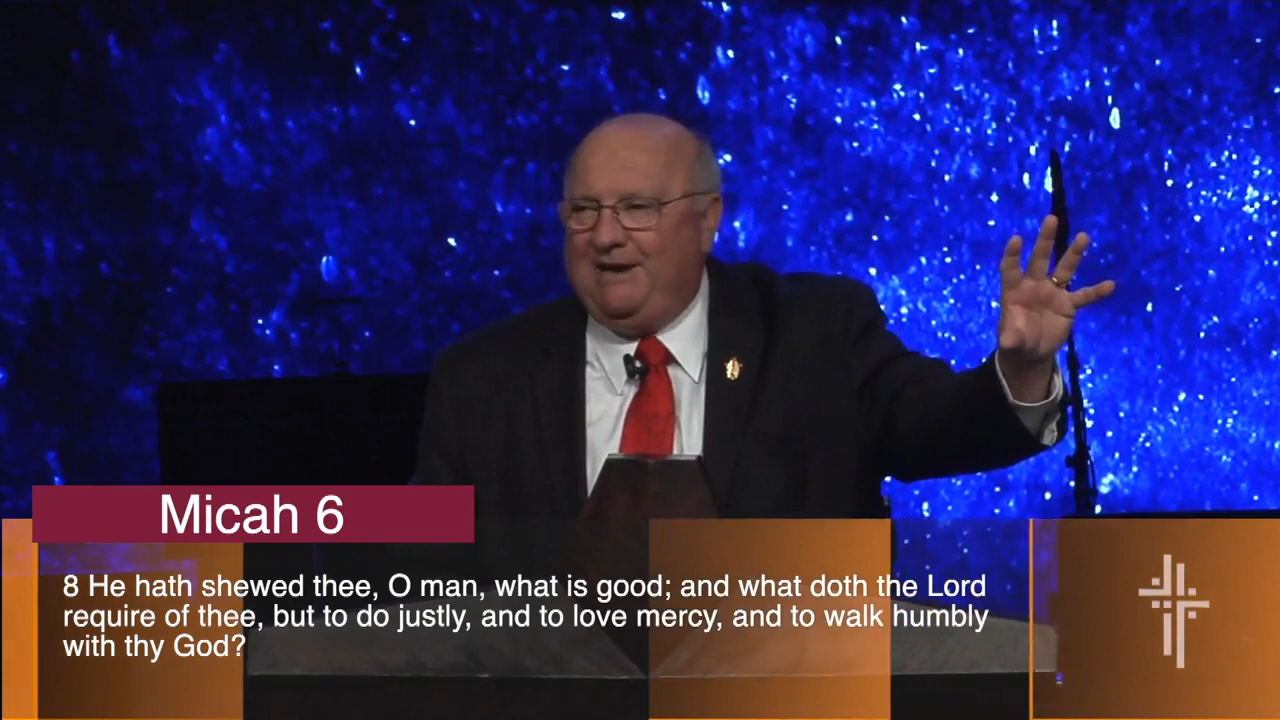 Micah 6
8 He hath shewed thee, O man, what is good; and what doth the Lord
require of thee, but to do justly, and to love mercy, and to walk humbly
with thy God?